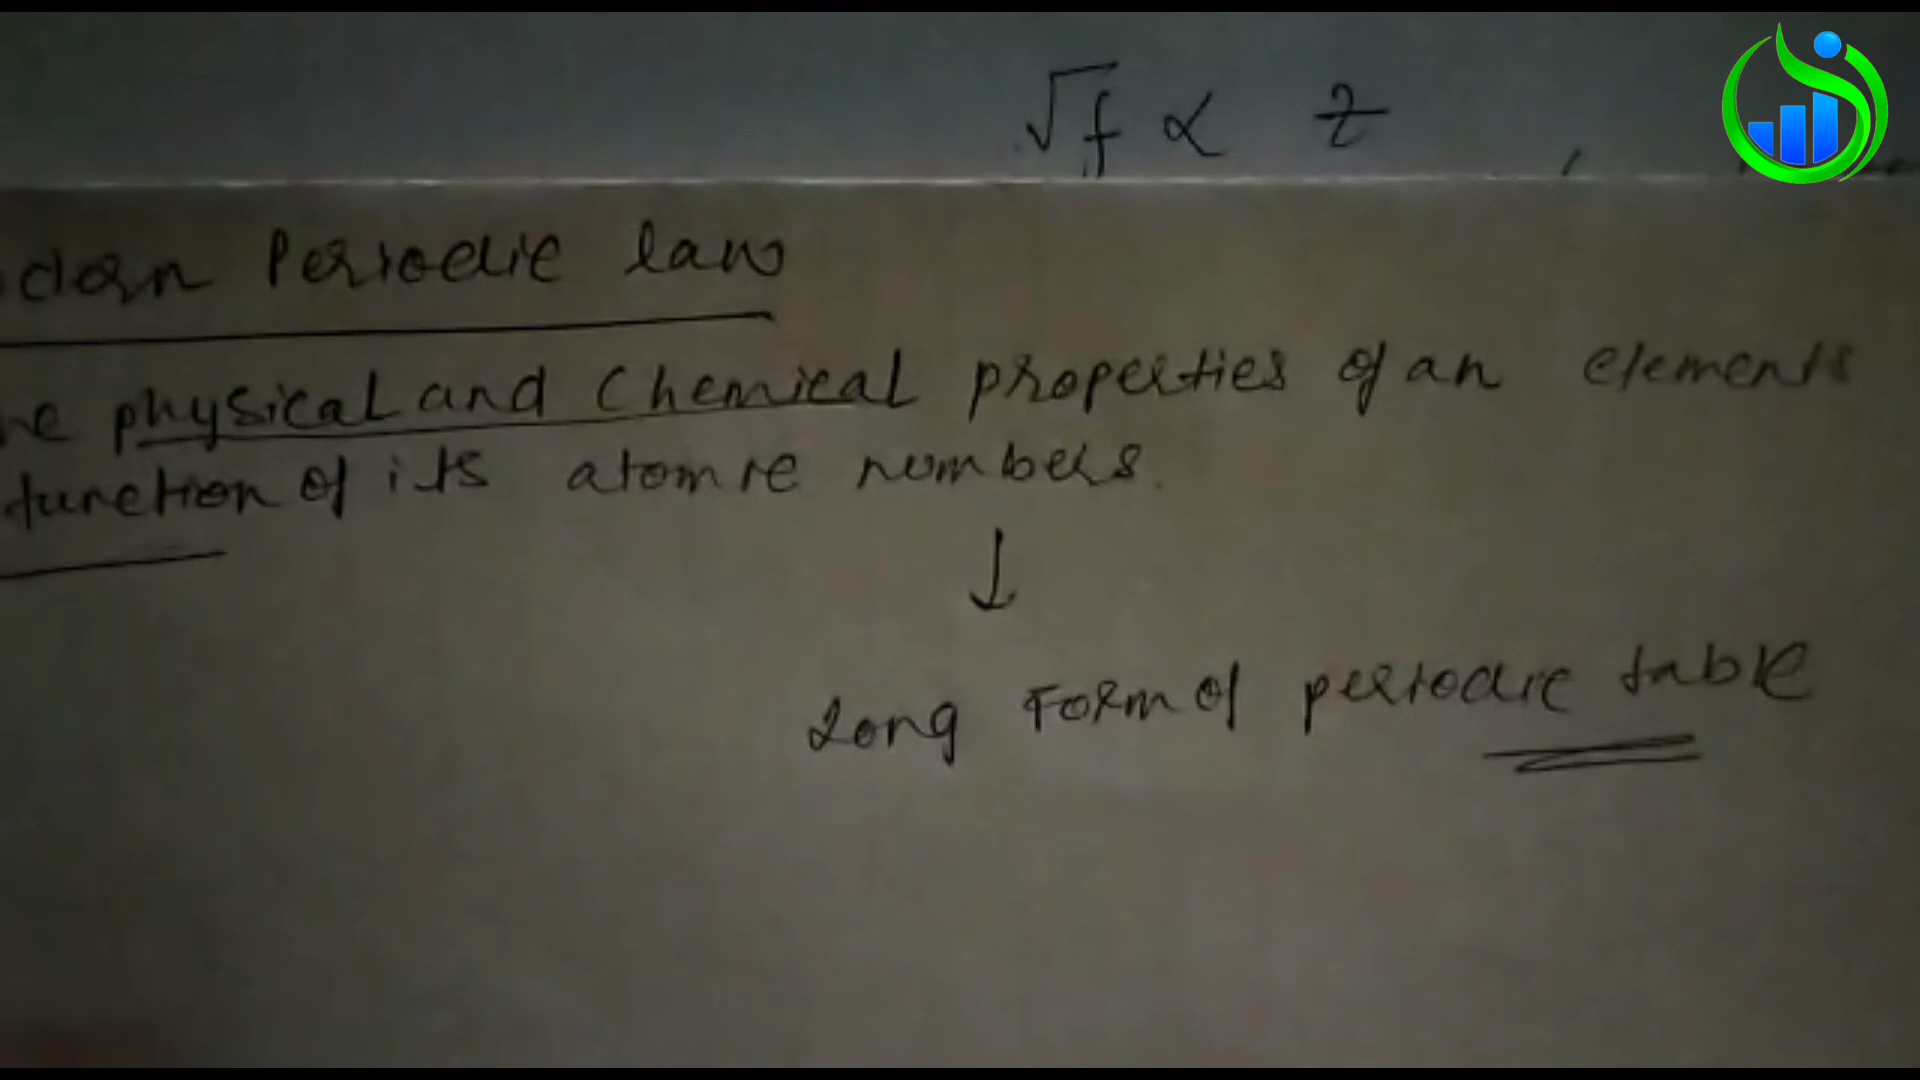 √f ∝ z ,
dern Periodic law
he physical and Chemical properties of an elements
function of its atomic numbers.
↓
Long Form of periodic table